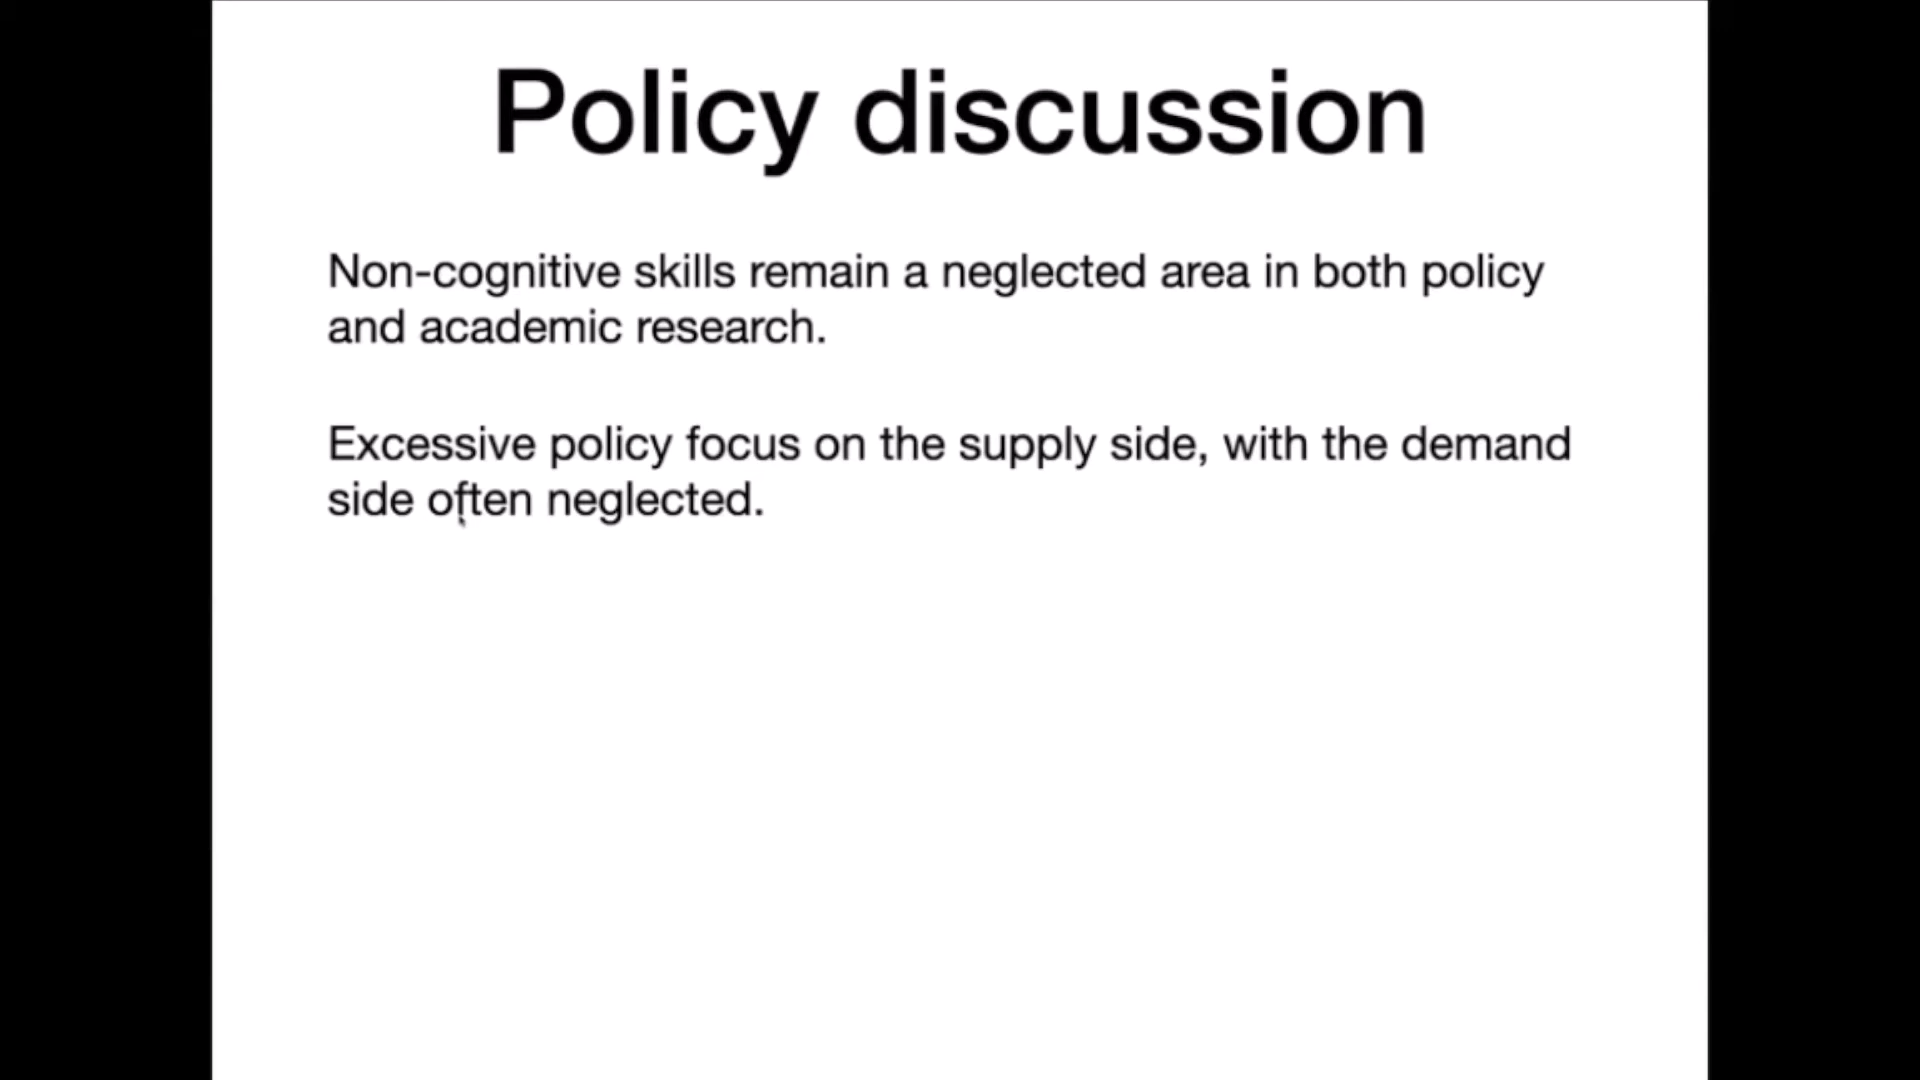 Policy discussion
Non-cognitive skills remain a neglected area in both policy
and academic research.
Excessive policy focus on the supply side, with the demand
side often neglected.